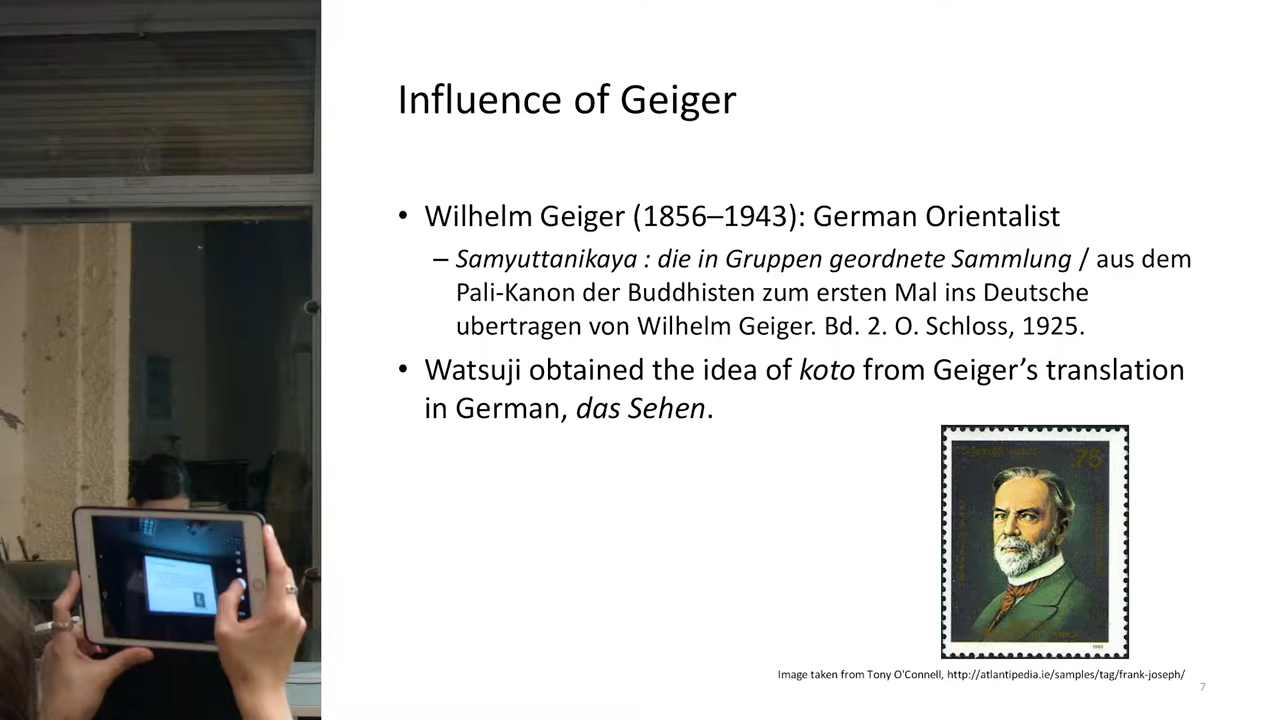 Influence of Geiger
• Wilhelm Geiger (1856–1943): German Orientalist
– Samyuttanikaya : die in Gruppen geordnete Sammlung / aus dem
Pali-Kanon der Buddhisten zum ersten Mal ins Deutsche
ubertragen von Wilhelm Geiger. Bd. 2. O. Schloss, 1925.
• Watsuji obtained the idea of koto from Geiger’s translation
in German, das Sehen.
.75
1989
Image taken from Tony O'Connell, http://atlantipedia.ie/samples/tag/frank-joseph/
7